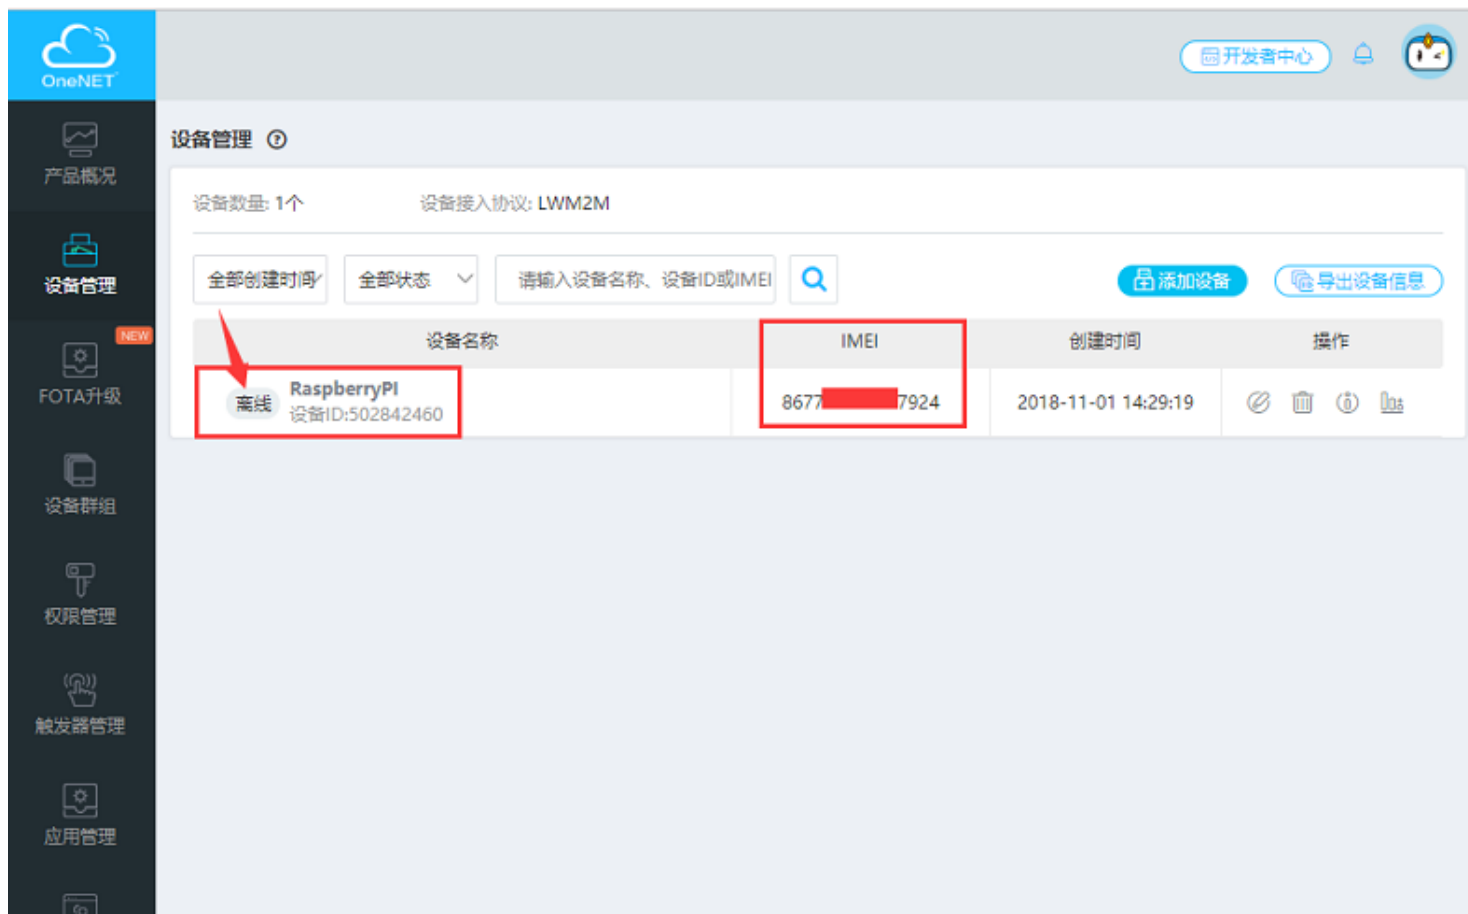 OneNET
开发者中心
产品概况
设备管理
FOTA升级
NEW
设备群组
权限管理
触发器管理
应用管理
设备管理
设备数量: 1个
设备接入协议: LWM2M
全部创建时间
全部状态
请输入设备名称、设备ID或IMEI
添加设备
导出设备信息
设备名称
IMEI
创建时间
操作
离线
RaspberryPI
设备ID:502842460
8677
7924
2018-11-01 14:29:19